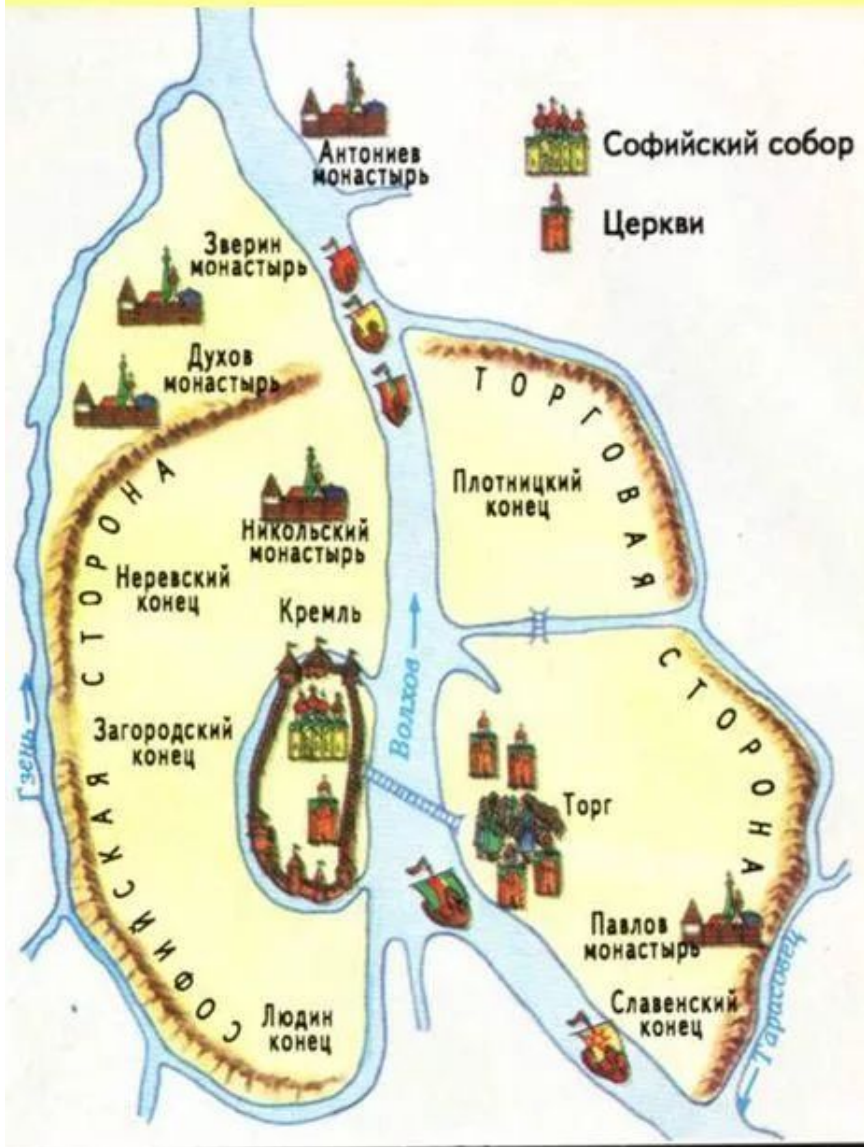 Антониев
монастырь
Софийский собор
Церкви
Зверин
монастырь
Духов
монастырь
ТОРГОВАЯ
Плотницкий
конец
Никольский
монастырь
Неревский
конец
Кремль
СТОРОНА
Волхов
Загородский
конец
Гзень
Торг
СТОРОНА
Павлов
монастырь
Славенский
конец
Тарасовец
СОФИЙСКАЯ
Людин
конец